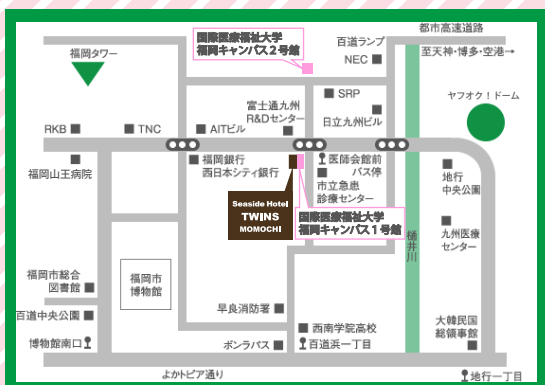 都市高速道路
国際医療福祉大学
福岡キャンパス2号館
百道ランプ
福岡タワー
至天神・博多・空港→
NEC
SRP
ヤフオク!ドーム
富士通九州
R&Dセンター
日立九州ビル
RKB
TNC
AITビル
福岡銀行
西日本シティ銀行
医師会館前
バス停
福岡山王病院
市立急患
診療センター
地行
中央公園
Seaside Hotel
TWINS
MOMOCHI
国際医療福祉大学
福岡キャンパス1号館
樋井川
九州医療
センター
福岡市総合
図書館
福岡市
博物館
早良消防署
百道中央公園
西南学院高校
大韓民国
総領事館
博物館南口
ボンラパス
百道浜一丁目
よかトピア通り
地行一丁目